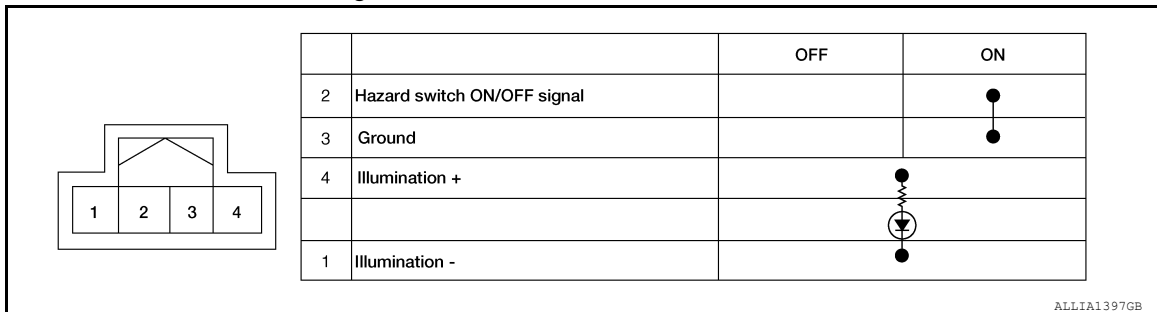 OFF ON
2 Hazard switch ON/OFF signal
3 Ground
4 Illumination +
1 2 3 4
1 Illumination -
ALLIA1397GB